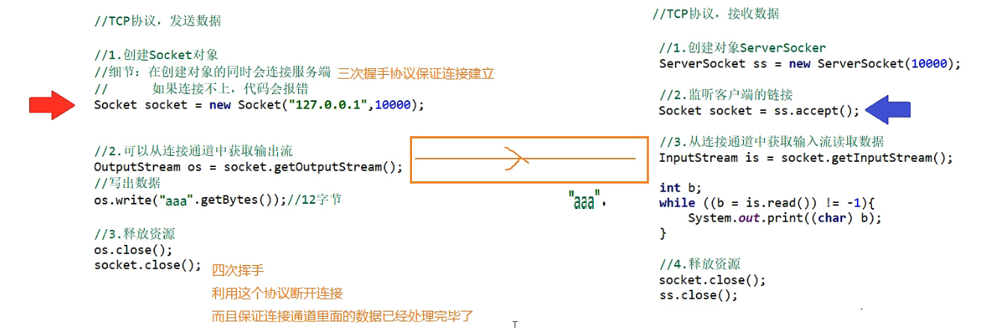 //TCP协议，发送数据
//1.创建Socket对象
//细节：在创建对象的同时会连接服务端 三次握手协议保证连接建立
// 如果连接不上，代码会报错
Socket socket = new Socket("127.0.0.1",10000);
//2.可以从连接通道中获取输出流
OutputStream os = socket.getOutputStream();
//写出数据
os.write("aaa".getBytes());//12字节
//3.释放资源
os.close();
socket.close();
四次挥手
利用这个协议断开连接
而且保证连接通道里面的数据已经处理完毕了
"aaa".
//TCP协议，接收数据
//1.创建对象ServerSocker
ServerSocket ss = new ServerSocket(10000);
//2.监听客户端的链接
Socket socket = ss.accept();
//3.从连接通道中获取输入流读取数据
InputStream is = socket.getInputStream();
int b;
while ((b = is.read()) != -1){
System.out.print((char) b);
}
//4.释放资源
socket.close();
ss.close();